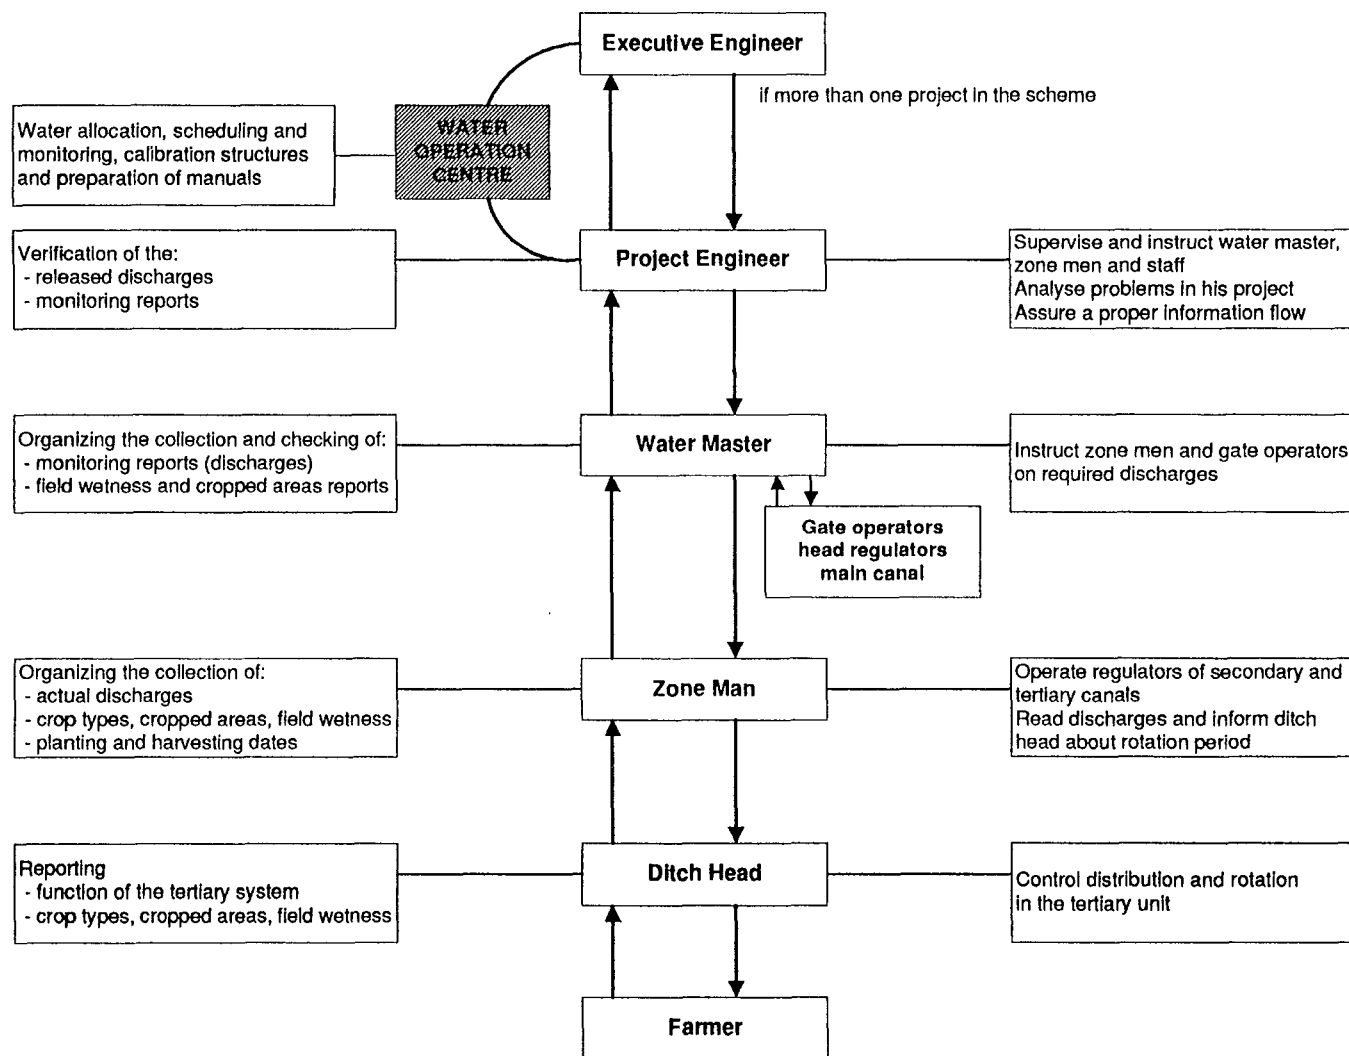 Executive Engineer
if more than one project in the scheme
Water allocation, scheduling and
monitoring, calibration structures
and preparation of manuals
WATER
OPERATION
CENTRE
Verification of the:
- released discharges
- monitoring reports
Project Engineer
Supervise and instruct water master,
zone men and staff
Analyse problems in his project
Assure a proper information flow
Organizing the collection and checking of:
- monitoring reports (discharges)
- field wetness and cropped areas reports
Water Master
Instruct zone men and gate operators
on required discharges
Gate operators
head regulators
main canal
Organizing the collection of:
- actual discharges
- crop types, cropped areas, field wetness
- planting and harvesting dates
Zone Man
Operate regulators of secondary and
tertiary canals
Read discharges and inform ditch
head about rotation period
Reporting
- function of the tertiary system
- crop types, cropped areas, field wetness
Ditch Head
Control distribution and rotation
in the tertiary unit
Farmer